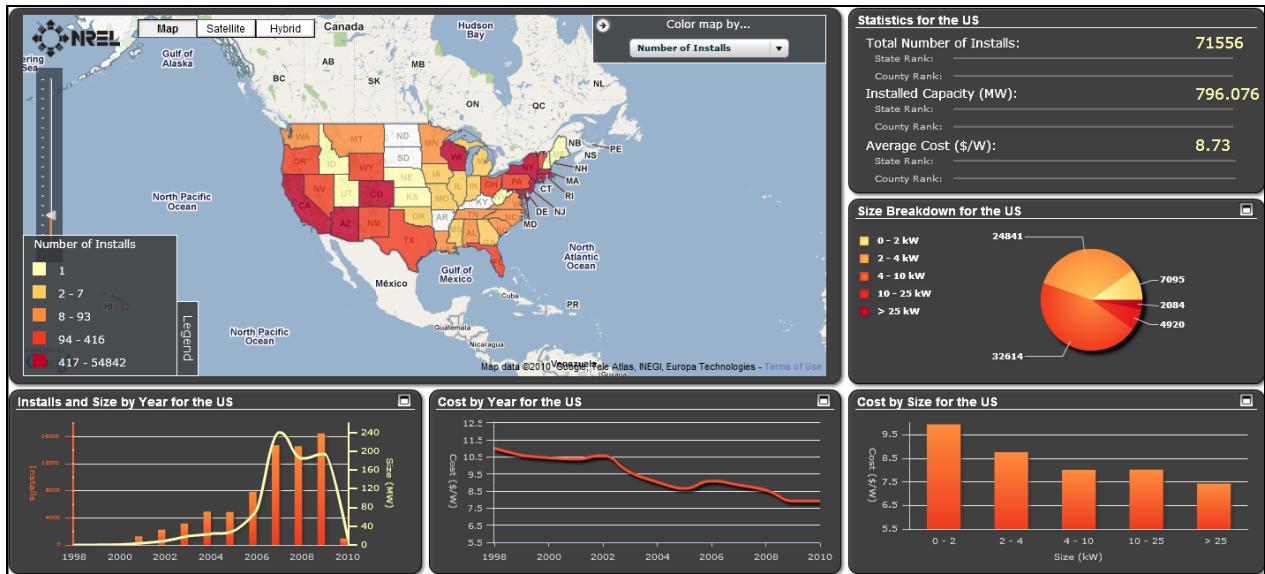 NREL
Map
Satellite
Hybrid
Canada
Hudson
Bay
Color map by...
Number of Installs
Gulf of
Alaska
ering
Sea
BC
AB
SK
MB
ON
QC
NL
NB
PE
NS
NH
MA
RI
CT
NJ
DE
MD
WA
MT
ND
MN
OR
ID
WY
SD
WI
NY
VT
NV
UT
CO
NE
IA
IL
IN
OH
PA
CA
AZ
NM
KS
MO
KY
OK
AR
TN
NC
TX
MS
AL
GA
FL
North Pacific
Ocean
North
Atlantic
Ocean
Gulf of
Mexico
México
Cuba
PR
Guatemala
Nicaragua
Venezuela
Guyana
HI
North Pacific
Ocean
Number of Installs
1
2 - 7
8 - 93
94 - 416
417 - 54842
Legend
Map data ©2010 Google, Tele Atlas, INEGI, Europa Technologies - Terms of Use
Statistics for the US
Total Number of Installs: 71556
State Rank:
County Rank:
Installed Capacity (MW): 796.076
State Rank:
County Rank:
Average Cost ($/W): 8.73
State Rank:
County Rank:
Size Breakdown for the US
0 - 2 kW
2 - 4 kW
4 - 10 kW
10 - 25 kW
> 25 kW
24841
7095
2084
4920
32614
Installs and Size by Year for the US
16000
12000
8000
4000
0
Installs
240
200
160
120
80
40
0
Size (MW)
1998 2000 2002 2004 2006 2008 2010
Cost by Year for the US
12.5
11.5
10.5
9.5
8.5
7.5
6.5
5.5
Cost ($/W)
1998 2000 2002 2004 2006 2008 2010
Cost by Size for the US
9.5
8.5
7.5
6.5
5.5
Cost ($/W)
0 - 2 2 - 4 4 - 10 10 - 25 > 25
Size (kW)